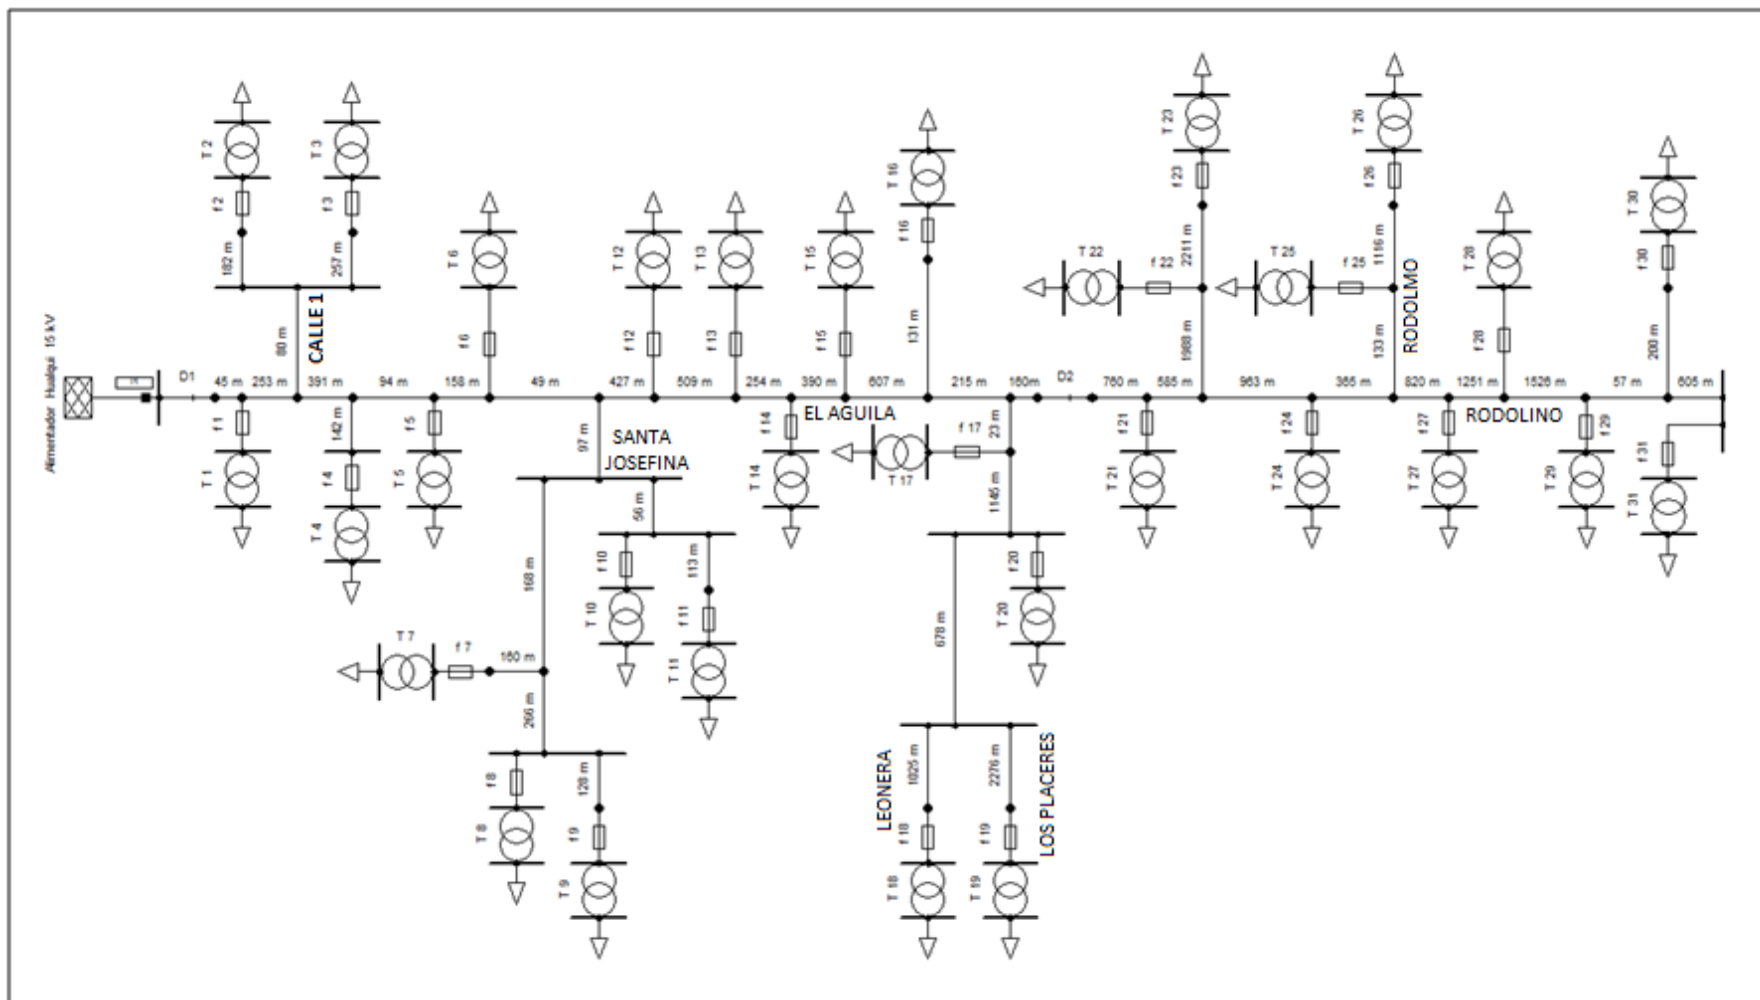 T 2
T 3
f 2
f 3
182 m
257 m
80 m
CALLE 1
Alimentador Hualqui 15 kV
D1
45 m
253 m
391 m
94 m
158 m
49 m
427 m
509 m
254 m
390 m
607 m
215 m
160m
D2
760 m
585 m
963 m
365 m
820 m
1251 m
1526 m
57 m
605 m
f 1
T 1
142 m
f 4
T 4
f 5
T 5
T 6
f 6
97 m
SANTA
JOSEFINA
56 m
168 m
f 10
T 10
113 m
f 11
T 11
T 7
f 7
160 m
266 m
f 8
T 8
128 m
f 9
T 9
T 12
f 12
T 13
f 13
f 14
T 14
T 15
f 15
EL AGUILA
T 16
f 16
131 m
T 17
f 17
23 m
1145 m
678 m
f 20
T 20
LEONERA
1025 m
f 18
T 18
2276 m
LOS PLACERES
f 19
T 19
f 21
T 21
T 22
f 22
T 23
f 23
2211 m
1988 m
f 24
T 24
T 25
f 25
T 26
f 26
1116 m
133 m
RODOLMO
f 27
T 27
T 28
f 28
RODOLINO
f 29
T 29
T 30
f 30
200 m
f 31
T 31